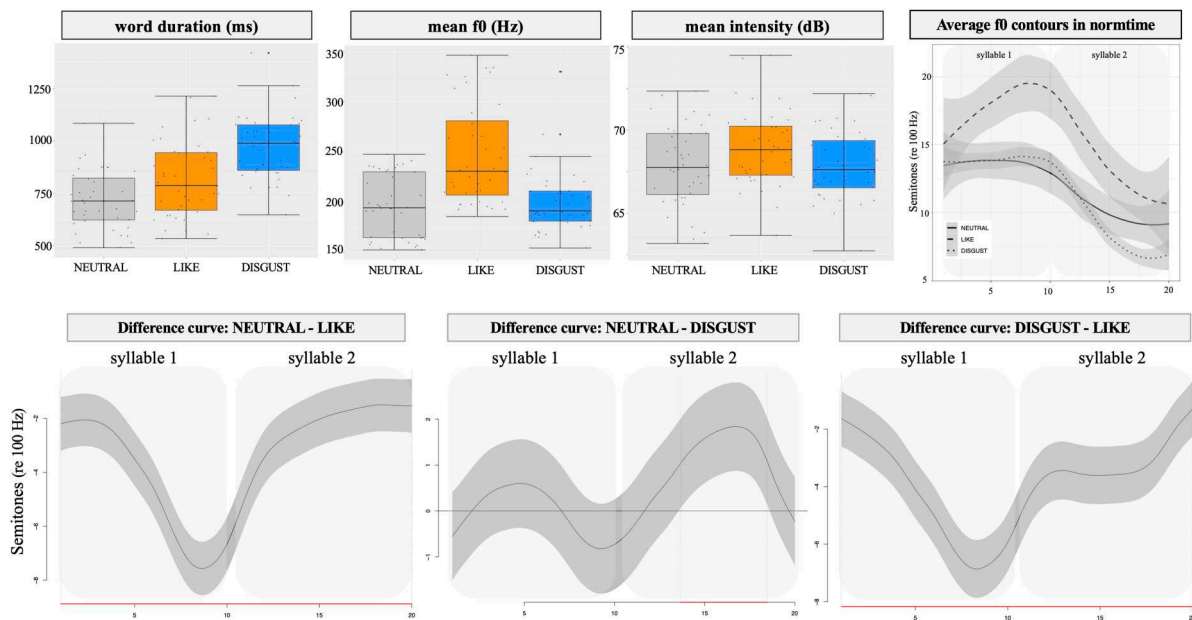 word duration (ms)
1250
1000
750
500
NEUTRAL
LIKE
DISGUST
mean f0 (Hz)
350
300
250
200
150
NEUTRAL
LIKE
DISGUST
mean intensity (dB)
75
70
65
NEUTRAL
LIKE
DISGUST
Average f0 contours in normtime
syllable 1
syllable 2
Semitones (re 100 Hz)
20
15
10
5
NEUTRAL
LIKE
DISGUST
5
10
15
20
Difference curve: NEUTRAL - LIKE
syllable 1
syllable 2
Semitones (re 100 Hz)
-2
-4
-6
-8
5
10
15
20
Difference curve: NEUTRAL - DISGUST
syllable 1
syllable 2
2
1
0
-1
5
10
15
20
Difference curve: DISGUST - LIKE
syllable 1
syllable 2
-2
-4
-6
-8
5
10
15
20